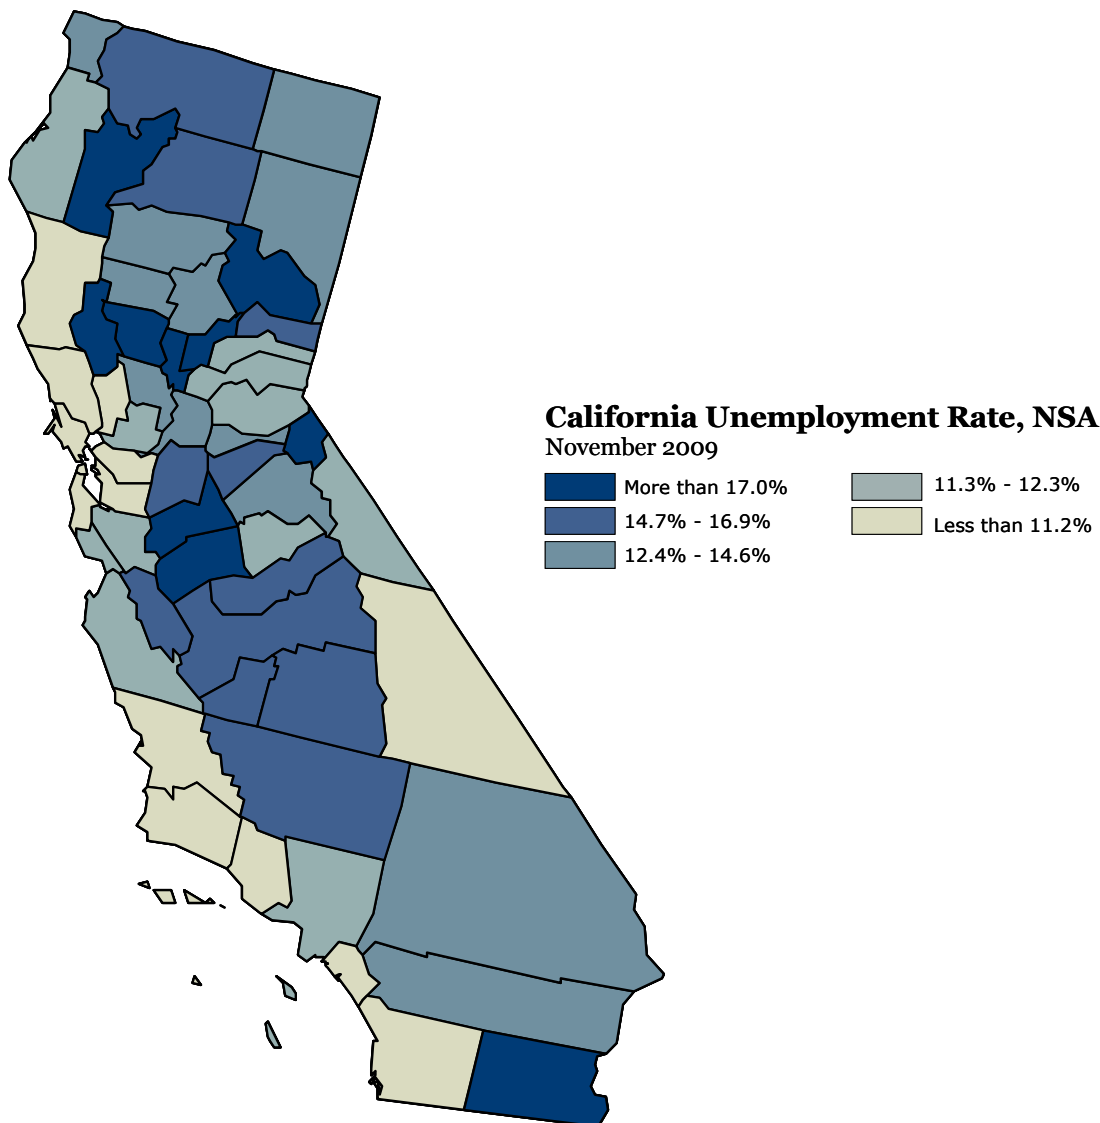 California Unemployment Rate, NSA
November 2009
More than 17.0%
14.7% - 16.9%
12.4% - 14.6%
11.3% - 12.3%
Less than 11.2%